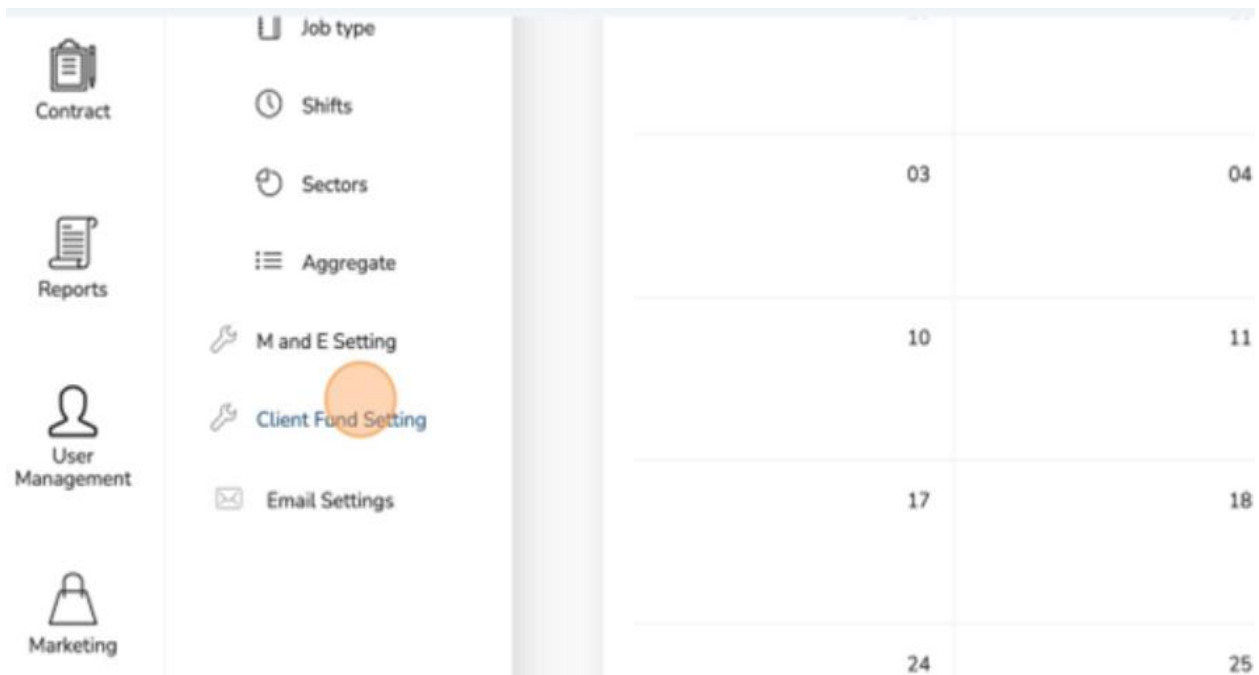 Contract
Reports
User
Management
Marketing
Job type
Shifts
Sectors
Aggregate
M and E Setting
Client Fund Setting
Email Settings
03
04
10
11
17
18
24
25